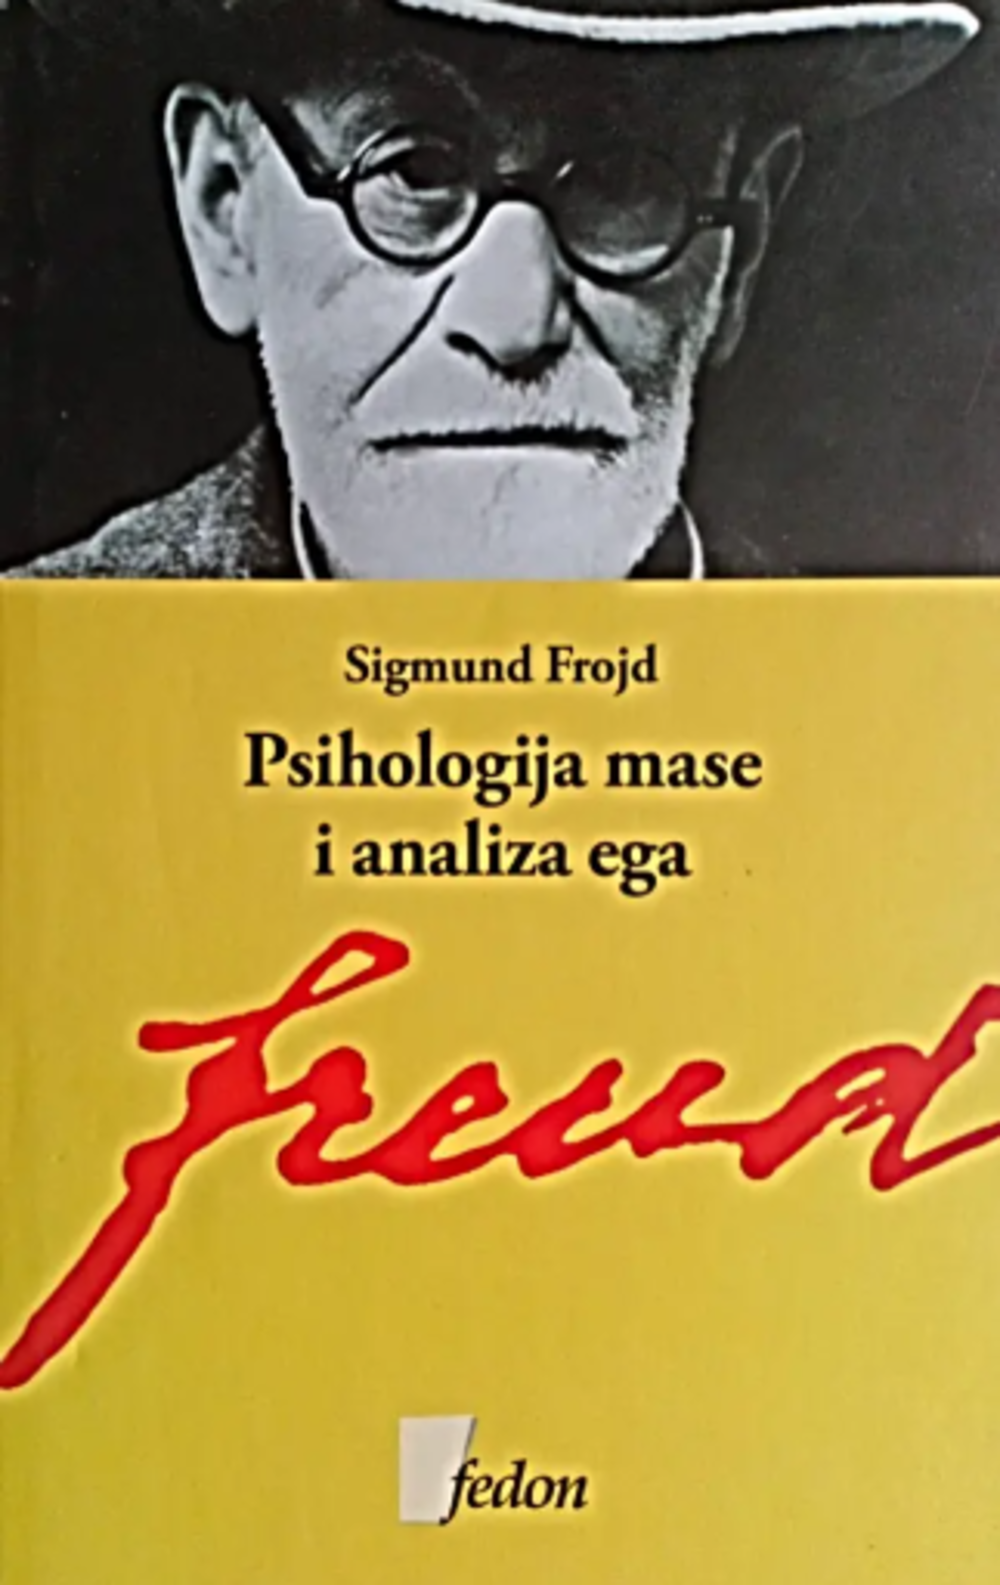 Sigmund Frojd
Psihologija mase
i analiza ega
freud
fedon